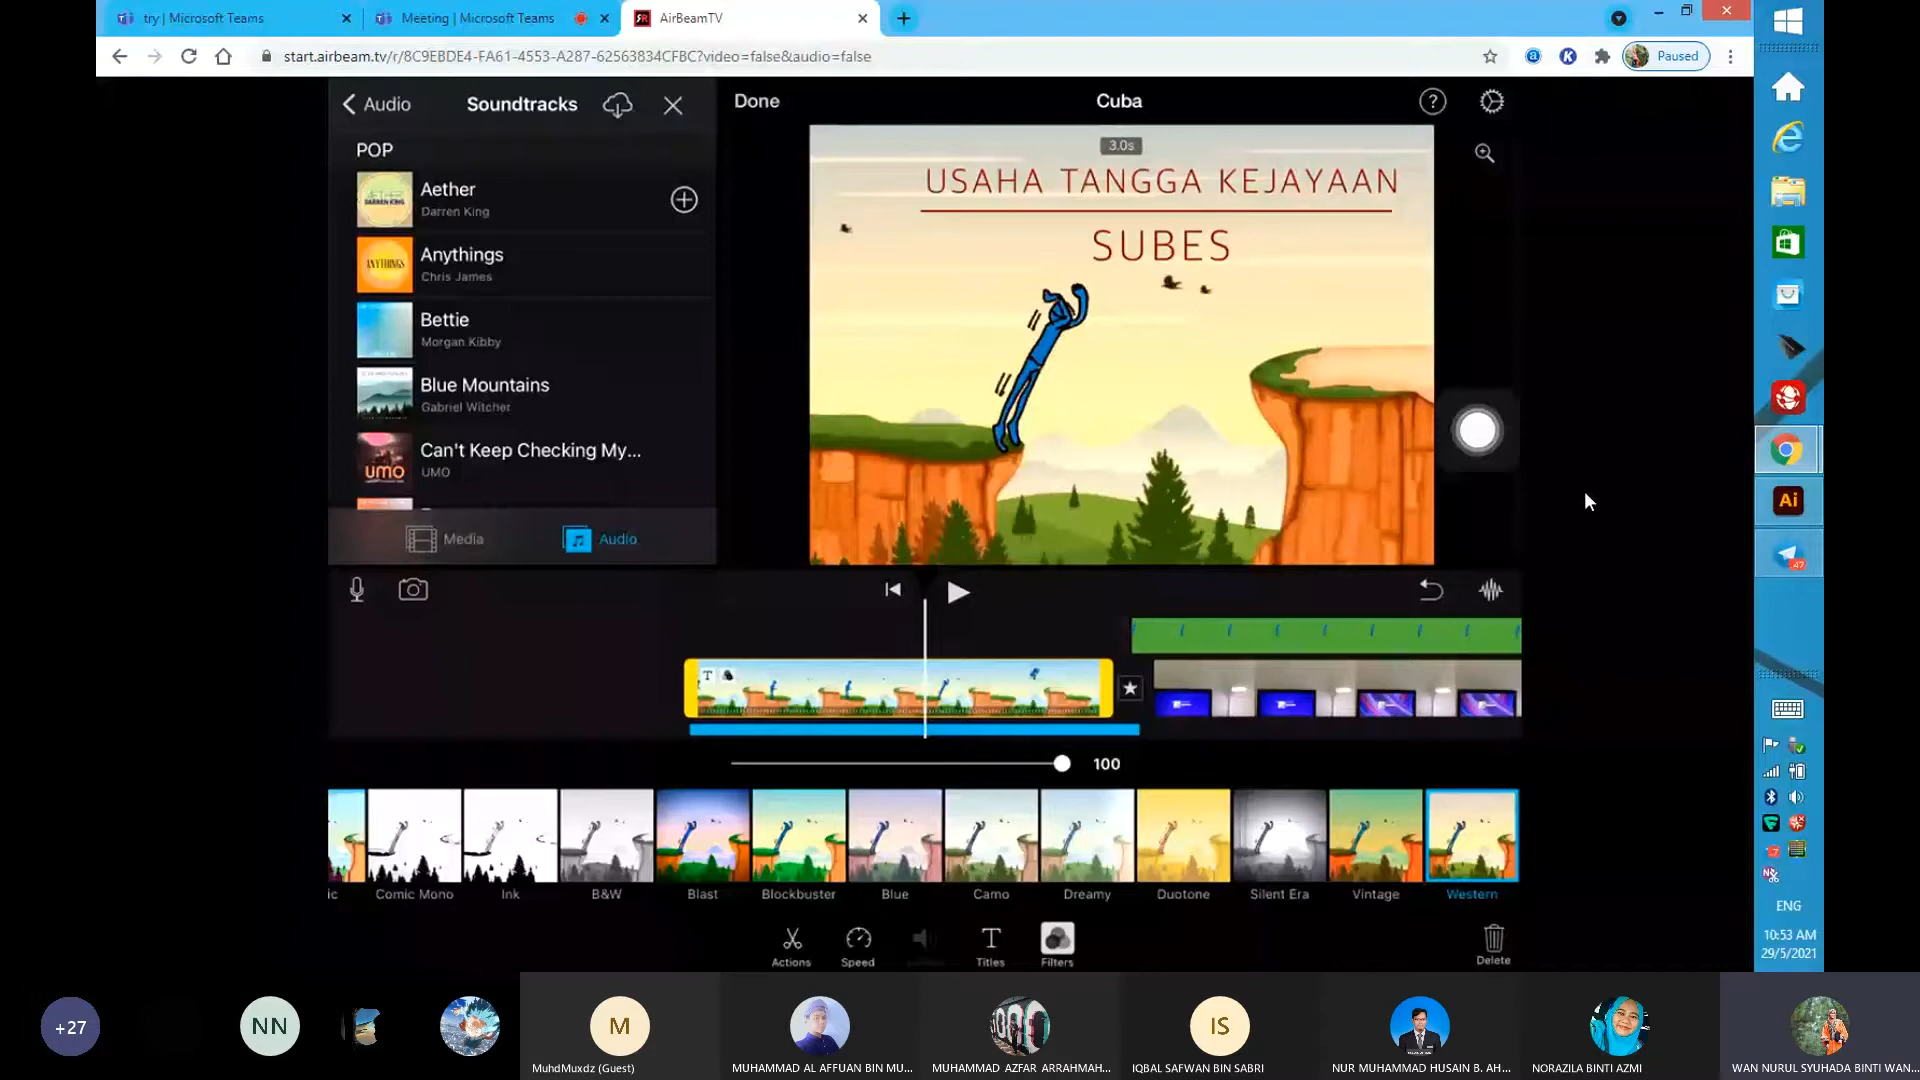 try | Microsoft Teams
Meeting | Microsoft Teams
AirBeamTV
start.airbeam.tv/r/8C9EBDE4-FA61-4553-A287-62563834CFBC?video=false&audio=false
Paused
Audio
Soundtracks
Done
Cuba
POP
Aether
Darren King
Anythings
Chris James
Bettie
Morgan Kibby
Blue Mountains
Gabriel Witcher
Can't Keep Checking My...
UMO
ANYTHINGS
UMO
Media
Audio
3.0s
USAHA TANGGA KEJAYAAN
SUBES
T
100
ic
Comic Mono
Ink
B&W
Blast
Blockbuster
Blue
Camo
Dreamy
Duotone
Silent Era
Vintage
Western
Actions
Speed
Titles
Filters
Delete
Ai
47
ENG
10:53 AM
29/5/2021
+27
NN
M
IS
MuhdMuxdz (Guest)
MUHAMMAD AL AFFUAN BIN MU...
MUHAMMAD AZFAR ARRAHMAH...
IQBAL SAFWAN BIN SABRI
NUR MUHAMMAD HUSAIN B. AH...
NORAZILA BINTI AZMI
WAN NURUL SYUHADA BINTI WAN...